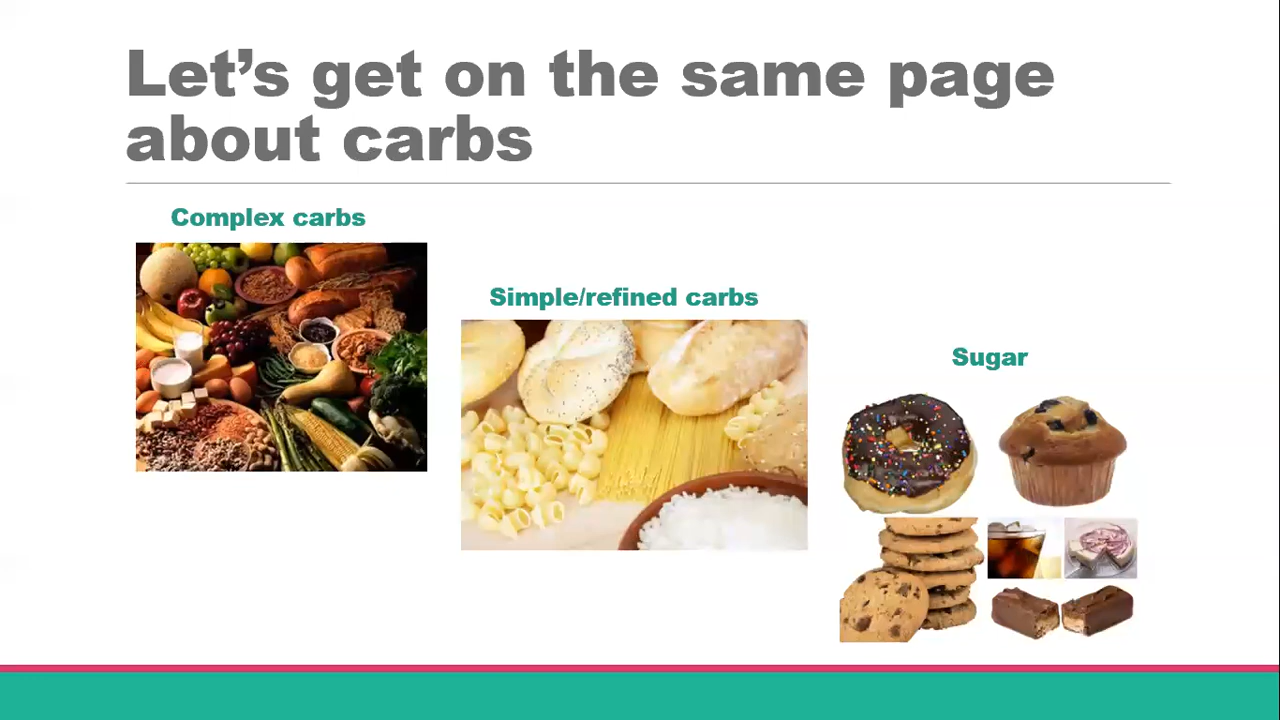 Let’s get on the same page
about carbs
Complex carbs
Simple/refined carbs
Sugar